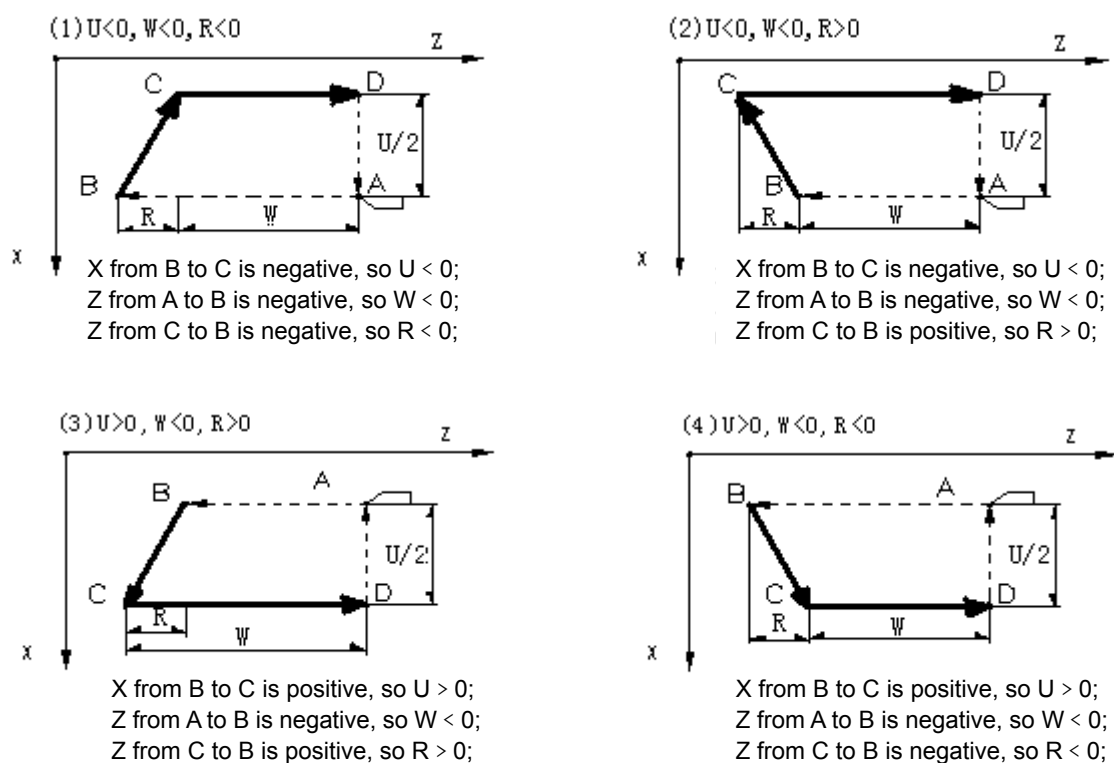 (1)U<0, W<0, R<0
Z
C
D
U/2
B
A
R
W
X
X from B to C is negative, so U < 0;
Z from A to B is negative, so W < 0;
Z from C to B is negative, so R < 0;
(2)U<0, W<0, R>0
Z
C
D
U/2
B
A
R
W
X
X from B to C is negative, so U < 0;
Z from A to B is negative, so W < 0;
Z from C to B is positive, so R > 0;
(3)U>0, W<0, R>0
Z
B
A
U/2
C
D
R
W
X
X from B to C is positive, so U > 0;
Z from A to B is negative, so W < 0;
Z from C to B is positive, so R > 0;
(4)U>0, W<0, R<0
Z
B
A
U/2
C
D
R
W
X
X from B to C is positive, so U > 0;
Z from A to B is negative, so W < 0;
Z from C to B is negative, so R < 0;